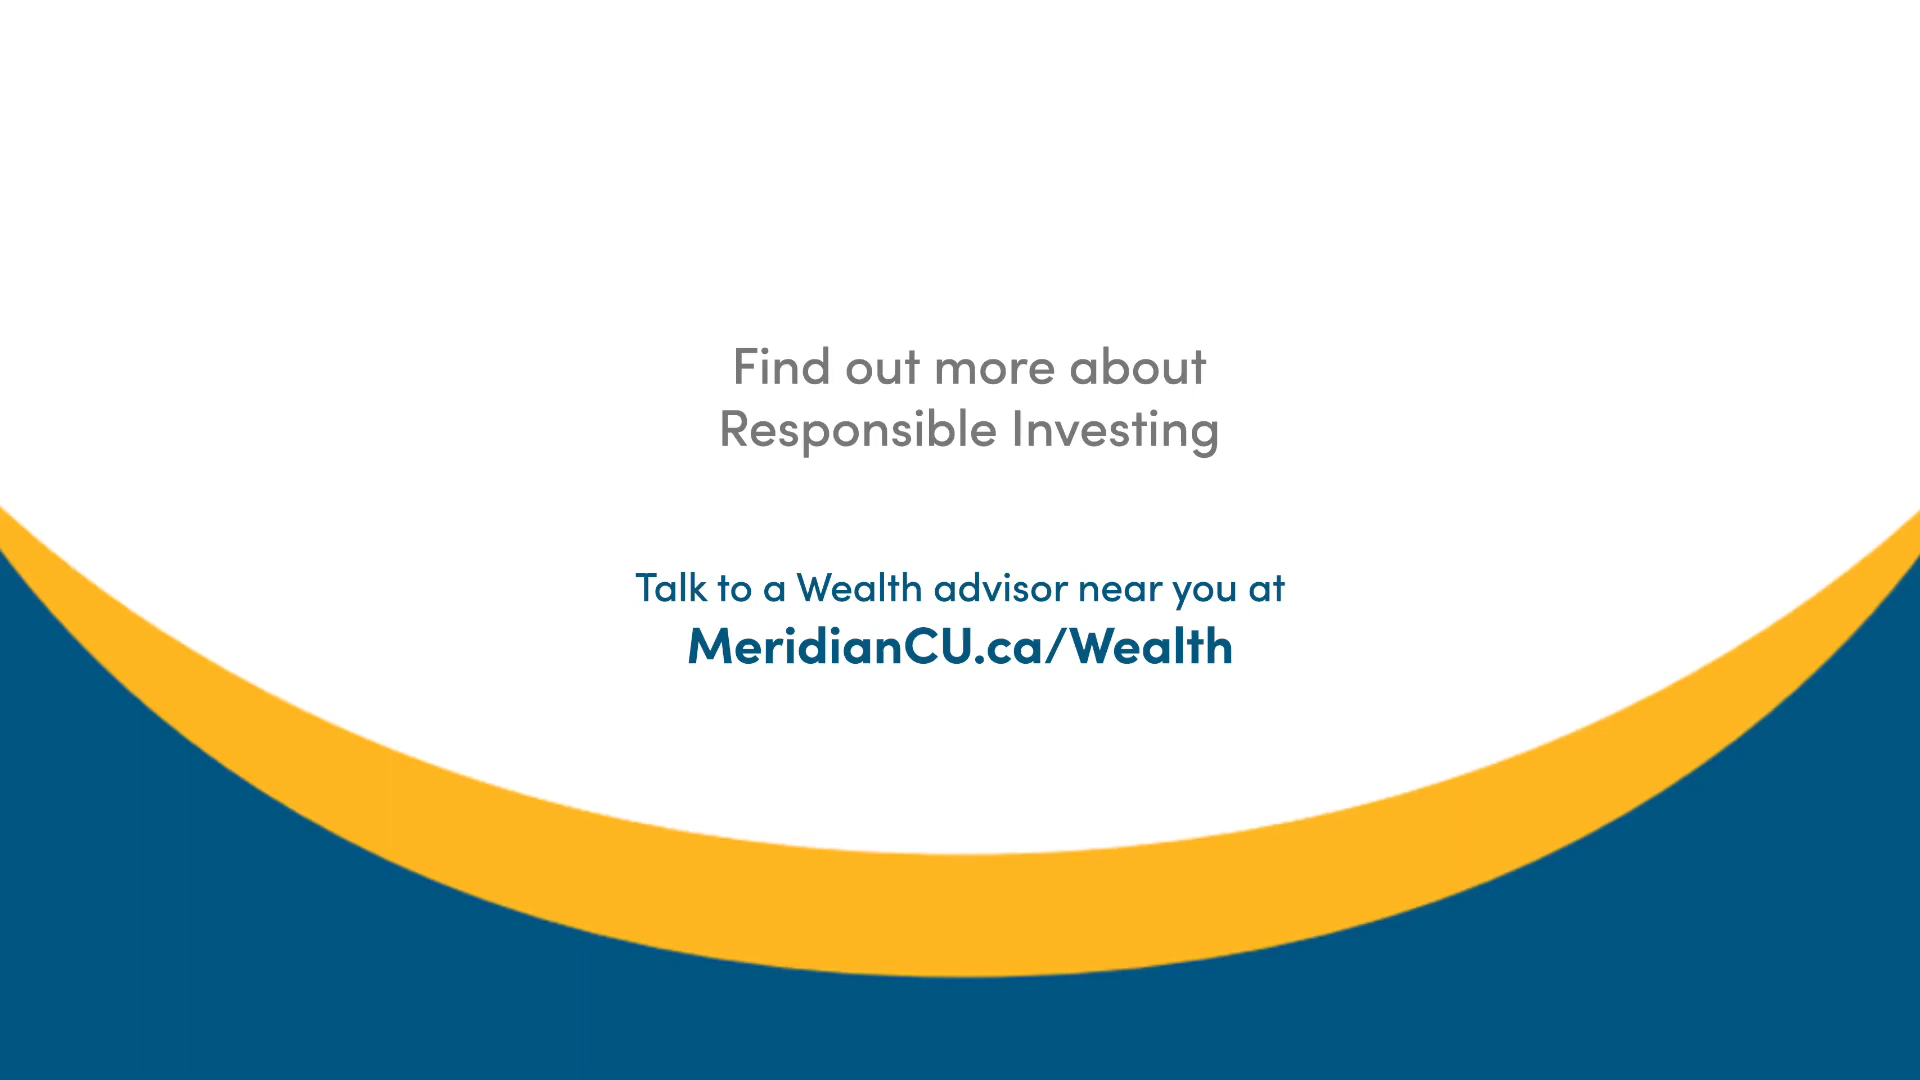 Find out more about
Responsible Investing
Talk to a Wealth advisor near you at
MeridianCU.ca/Wealth